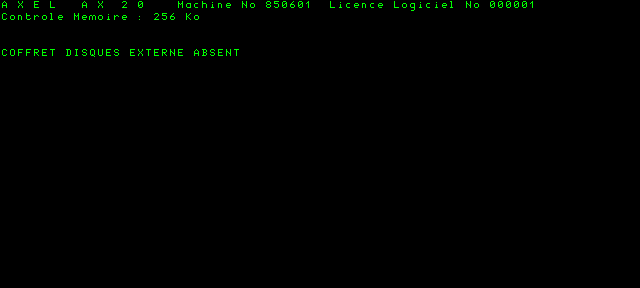 A X E L   A X  2 0    Machine No 850601  Licence Logiciel No 000001
Controle Memoire : 256 Ko
COFFRET DISQUES EXTERNE ABSENT